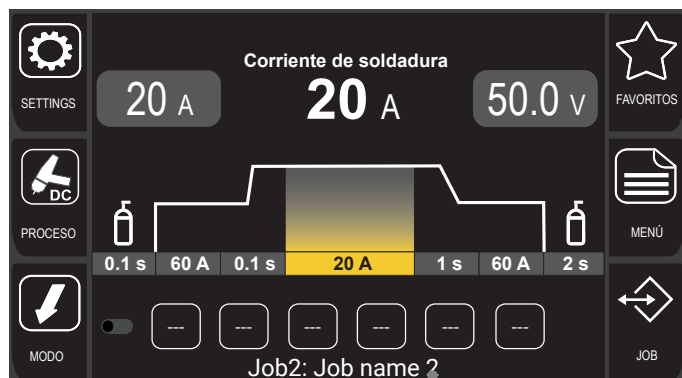 SETTINGS
Corriente de soldadura
20 A
20 A
50.0 V
FAVORITOS
DC
PROCESO
MENÚ
0.1 s 60 A 0.1 s 20 A 1 s 60 A 2 s
MODO
--- --- --- --- --- ---
Job2: Job name 2
JOB